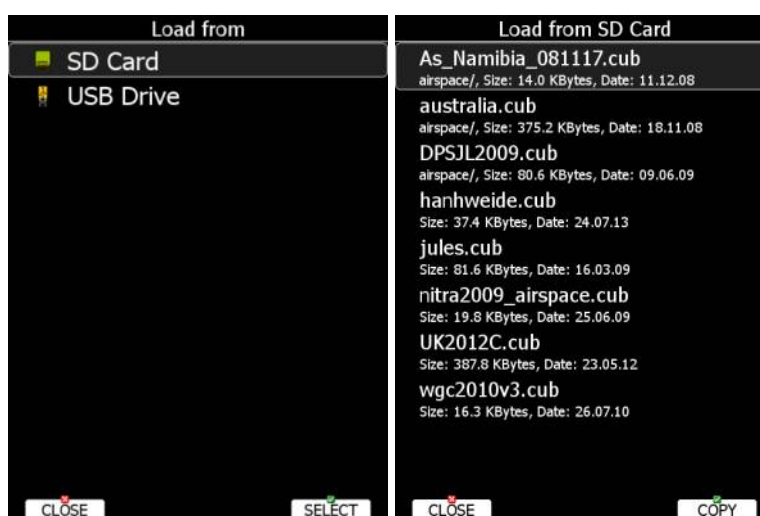 Load from
SD Card
USB Drive
CLOSE
SELECT
Load from SD Card
As_Namibia_081117.cub
airspace/, Size: 14.0 KBytes, Date: 11.12.08
australia.cub
airspace/, Size: 375.2 KBytes, Date: 18.11.08
DPSJL2009.cub
airspace/, Size: 80.6 KBytes, Date: 09.06.09
hanhweide.cub
Size: 37.4 KBytes, Date: 24.07.13
jules.cub
Size: 81.6 KBytes, Date: 16.03.09
nitra2009_airspace.cub
Size: 19.8 KBytes, Date: 25.06.09
UK2012C.cub
Size: 387.8 KBytes, Date: 23.05.12
wgc2010v3.cub
Size: 16.3 KBytes, Date: 26.07.10
CLOSE
COPY